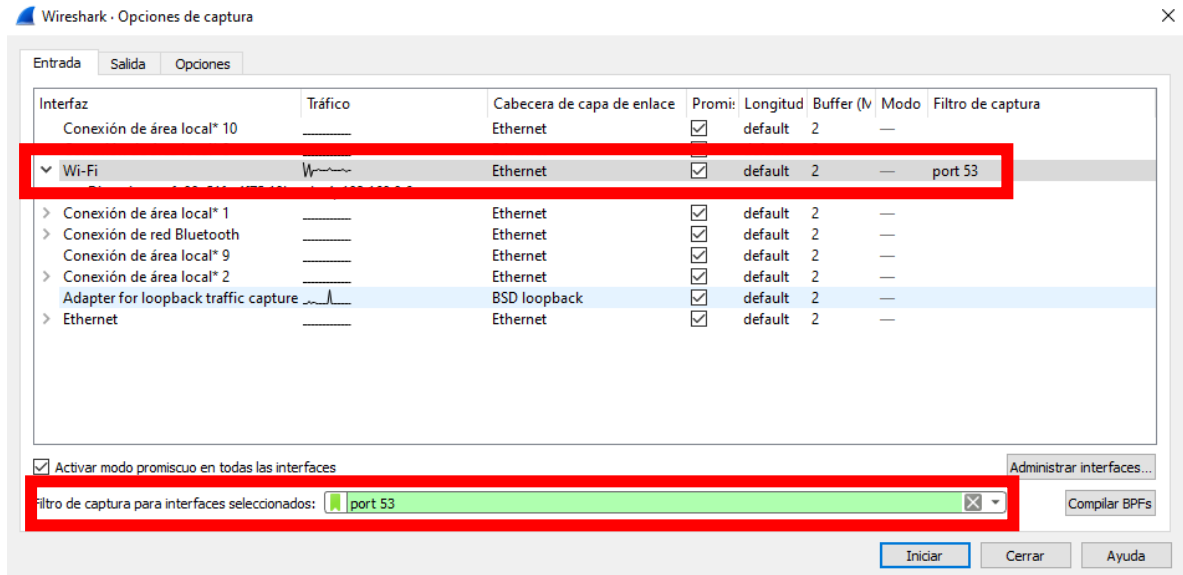 Wireshark · Opciones de captura
Entrada Salida Opciones
Interfaz Tráfico Cabecera de capa de enlace Promi: Longitud Buffer (M Modo Filtro de captura
Conexión de área local* 10 Ethernet default 2 —
Wi-Fi Ethernet default 2 — port 53
Conexión de área local* 1 Ethernet default 2 —
Conexión de red Bluetooth Ethernet default 2 —
Conexión de área local* 9 Ethernet default 2 —
Conexión de área local* 2 Ethernet default 2 —
Adapter for loopback traffic capture BSD loopback default 2 —
Ethernet Ethernet default 2 —
Activar modo promiscuo en todas las interfaces Administrar interfaces...
Filtro de captura para interfaces seleccionados: port 53 Compilar BPFs
Iniciar Cerrar Ayuda